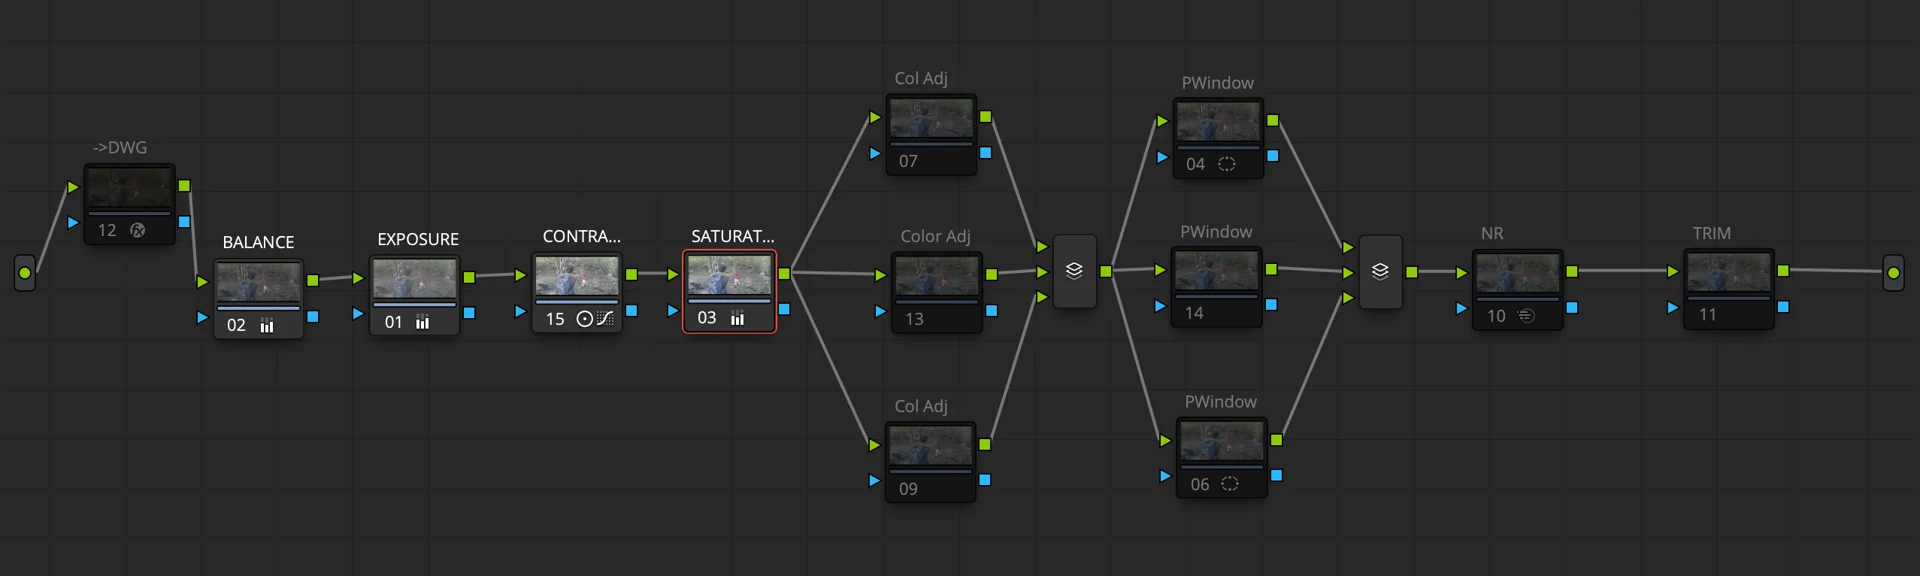 ->DWG
12
BALANCE
02
EXPOSURE
01
CONTRA...
15
SATURAT...
03
Col Adj
07
Color Adj
13
Col Adj
09
PWindow
04
PWindow
14
PWindow
06
NR
10
TRIM
11